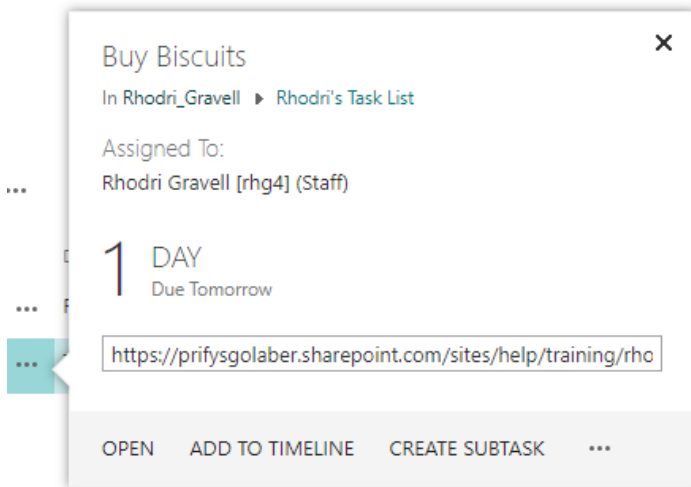 Buy Biscuits
In Rhodri_Gravell ▸ Rhodri's Task List
Assigned To:
Rhodri Gravell [rhg4] (Staff)
1 DAY
Due Tomorrow
https://prifysgolaber.sharepoint.com/sites/help/training/rho
OPEN ADD TO TIMELINE CREATE SUBTASK ...